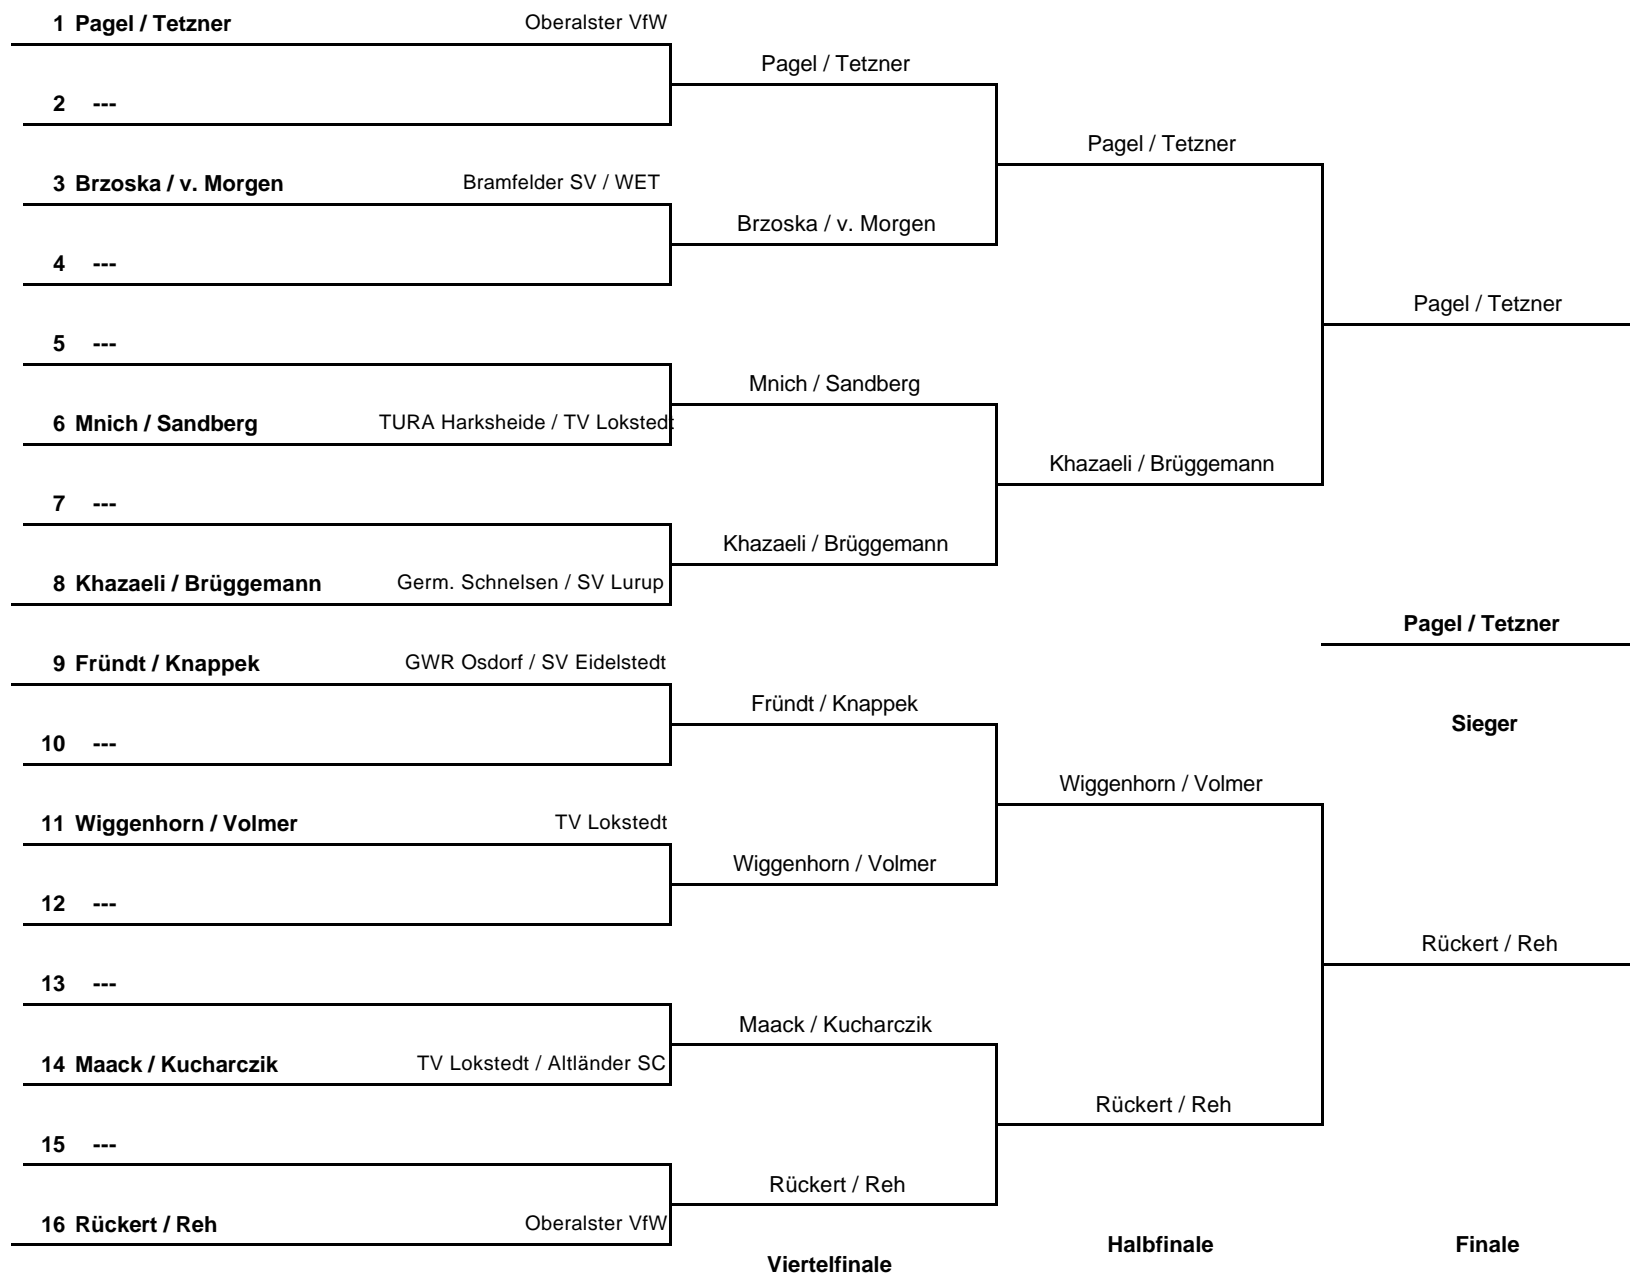 1 Pagel / Tetzner Oberalster VfW
Pagel / Tetzner
2 ---
Pagel / Tetzner
3 Brzoska / v. Morgen Bramfelder SV / WET
Brzoska / v. Morgen
4 ---
Pagel / Tetzner
5 ---
Mnich / Sandberg
6 Mnich / Sandberg TURA Harksheide / TV Lokstedt
Khazaeli / Brüggemann
7 ---
Khazaeli / Brüggemann
8 Khazaeli / Brüggemann Germ. Schnelsen / SV Lurup
Pagel / Tetzner
9 Fründt / Knappek GWR Osdorf / SV Eidelstedt
Fründt / Knappek
Sieger
10 ---
Wiggenhorn / Volmer
11 Wiggenhorn / Volmer TV Lokstedt
Wiggenhorn / Volmer
12 ---
Rückert / Reh
13 ---
Maack / Kucharczik
14 Maack / Kucharczik TV Lokstedt / Altländer SC
Rückert / Reh
15 ---
Rückert / Reh
16 Rückert / Reh Oberalster VfW
Halbfinale Finale
Viertelfinale